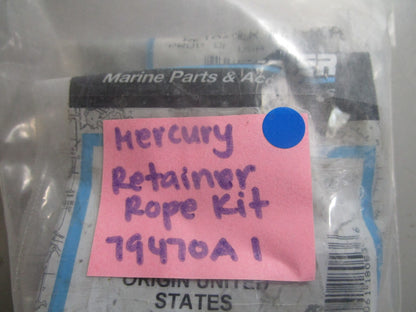 Marine Parts & Ac
Mercury
Retainer
Rope Kit
79470A1
ORIGIN UNITED
STATES